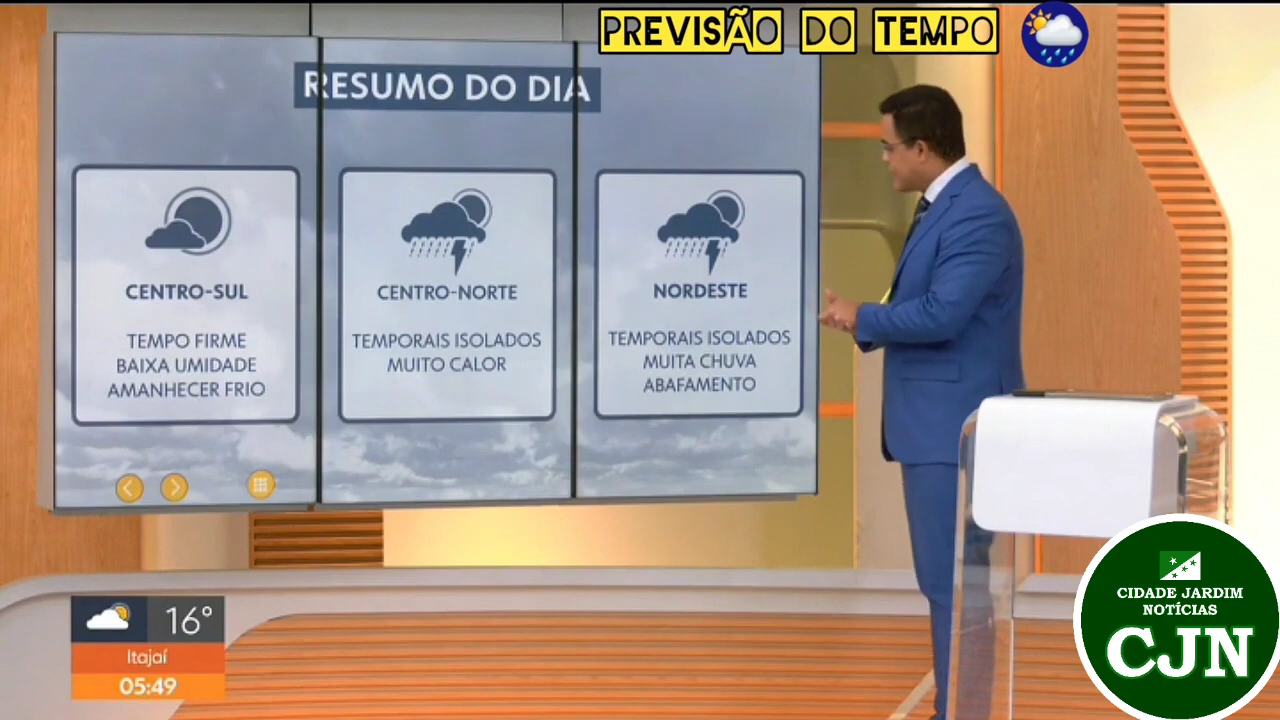 PREVISÃO DO TEMPO
RESUMO DO DIA
CENTRO-SUL
TEMPO FIRME
BAIXA UMIDADE
AMANHECER FRIO
CENTRO-NORTE
TEMPORAIS ISOLADOS
MUITO CALOR
NORDESTE
TEMPORAIS ISOLADOS
MUITA CHUVA
ABAFAMENTO
16°
Itajaí
05:49
CIDADE JARDIM
NOTÍCIAS
CJN